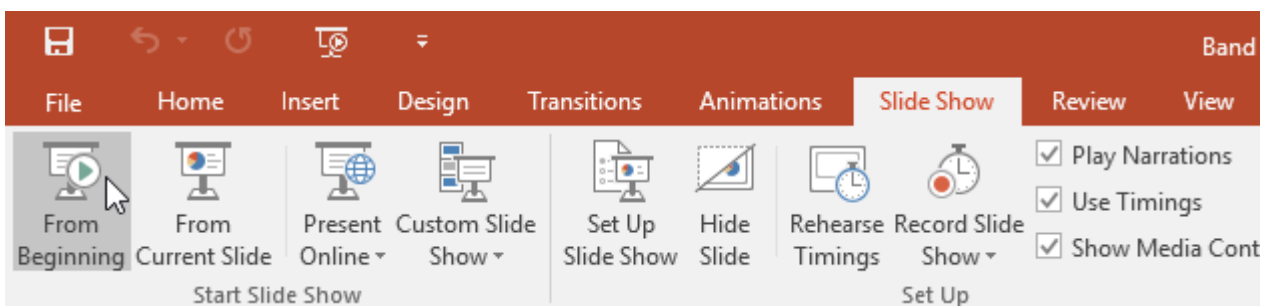 Band
File Home Insert Design Transitions Animations Slide Show Review View
From Beginning
From Current Slide
Present Online
Custom Slide Show
Set Up Slide Show
Hide Slide
Rehearse Timings
Record Slide Show
Play Narrations
Use Timings
Show Media Cont
Start Slide Show
Set Up